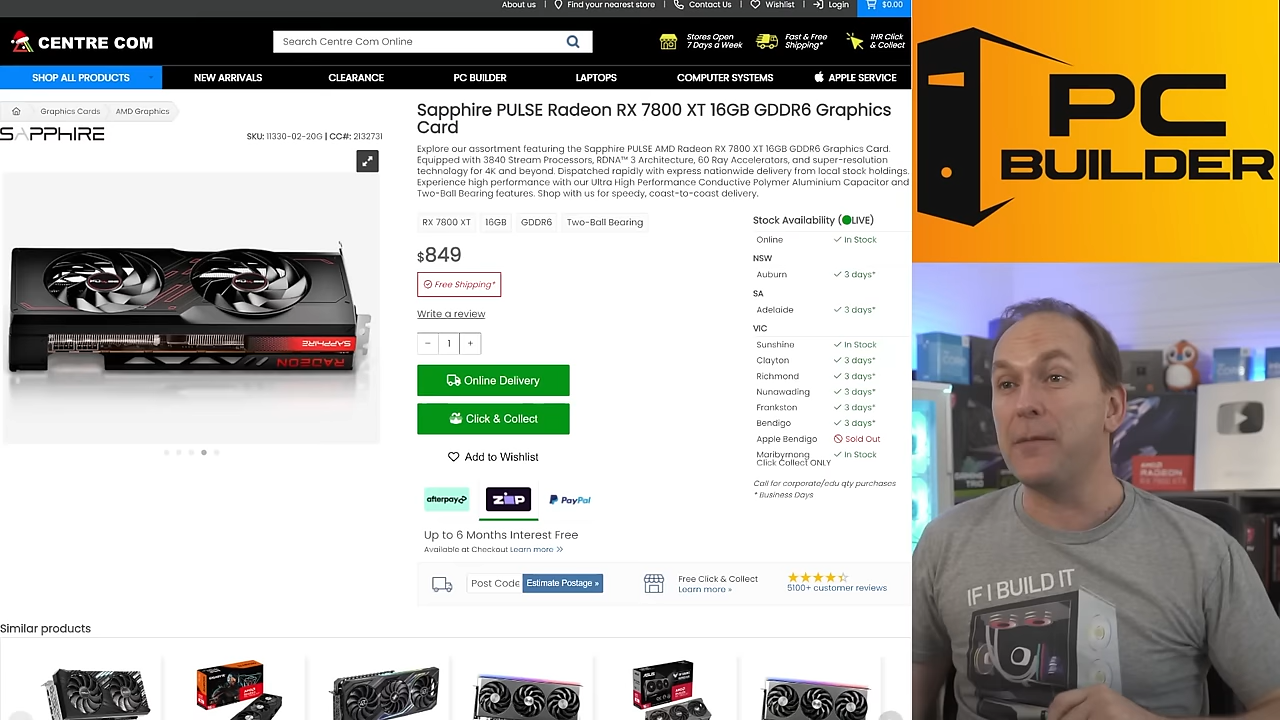 About us
Find your nearest store
Contact Us
Wishlist
Login
$0.00
CENTRE COM
Search Centre Com Online
Stores Open
7 Days a Week
Fast & Free
Shipping*
1HR Click
& Collect
SHOP ALL PRODUCTS
NEW ARRIVALS
CLEARANCE
PC BUILDER
LAPTOPS
COMPUTER SYSTEMS
APPLE SERVICE
Graphics Cards
AMD Graphics
SAPPHIRE
SKU: 11330-02-20G | CC#: 2132731
Sapphire PULSE Radeon RX 7800 XT 16GB GDDR6 Graphics
Card
Explore our assortment featuring the Sapphire PULSE AMD Radeon RX 7800 XT 16GB GDDR6 Graphics Card.
Equipped with 3840 Stream Processors, RDNA™ 3 Architecture, 60 Ray Accelerators, and super-resolution
technology for 4K and beyond. Dispatched rapidly with express nationwide delivery from local stock holdings.
Experience high performance with our Ultra High Performance Conductive Polymer Aluminium Capacitor and
Two-Ball Bearing features. Shop with us for speedy, coast-to-coast delivery.
RX 7800 XT
16GB
GDDR6
Two-Ball Bearing
$849
Free Shipping*
Write a review
− 1 +
Online Delivery
Click & Collect
Add to Wishlist
afterpay
ZIP
PayPal
Up to 6 Months Interest Free
Available at Checkout Learn more »
Stock Availability (LIVE)
Online In Stock
NSW
Auburn 3 days*
SA
Adelaide 3 days*
VIC
Sunshine In Stock
Clayton 3 days*
Richmond 3 days*
Nunawading 3 days*
Frankston 3 days*
Bendigo 3 days*
Apple Bendigo Sold Out
Maribyrnong In Stock
Click Collect ONLY
Call for corporate/edu qty purchases
* Business Days
Post Code
Estimate Postage »
Free Click & Collect
Learn more »
5100+ customer reviews
PULSE
PULSE
SAPPHIRE
RADEON
Similar products
PC
BUILDER
IF I BUILD IT
GAMING
TRIO
AMD
RADEON